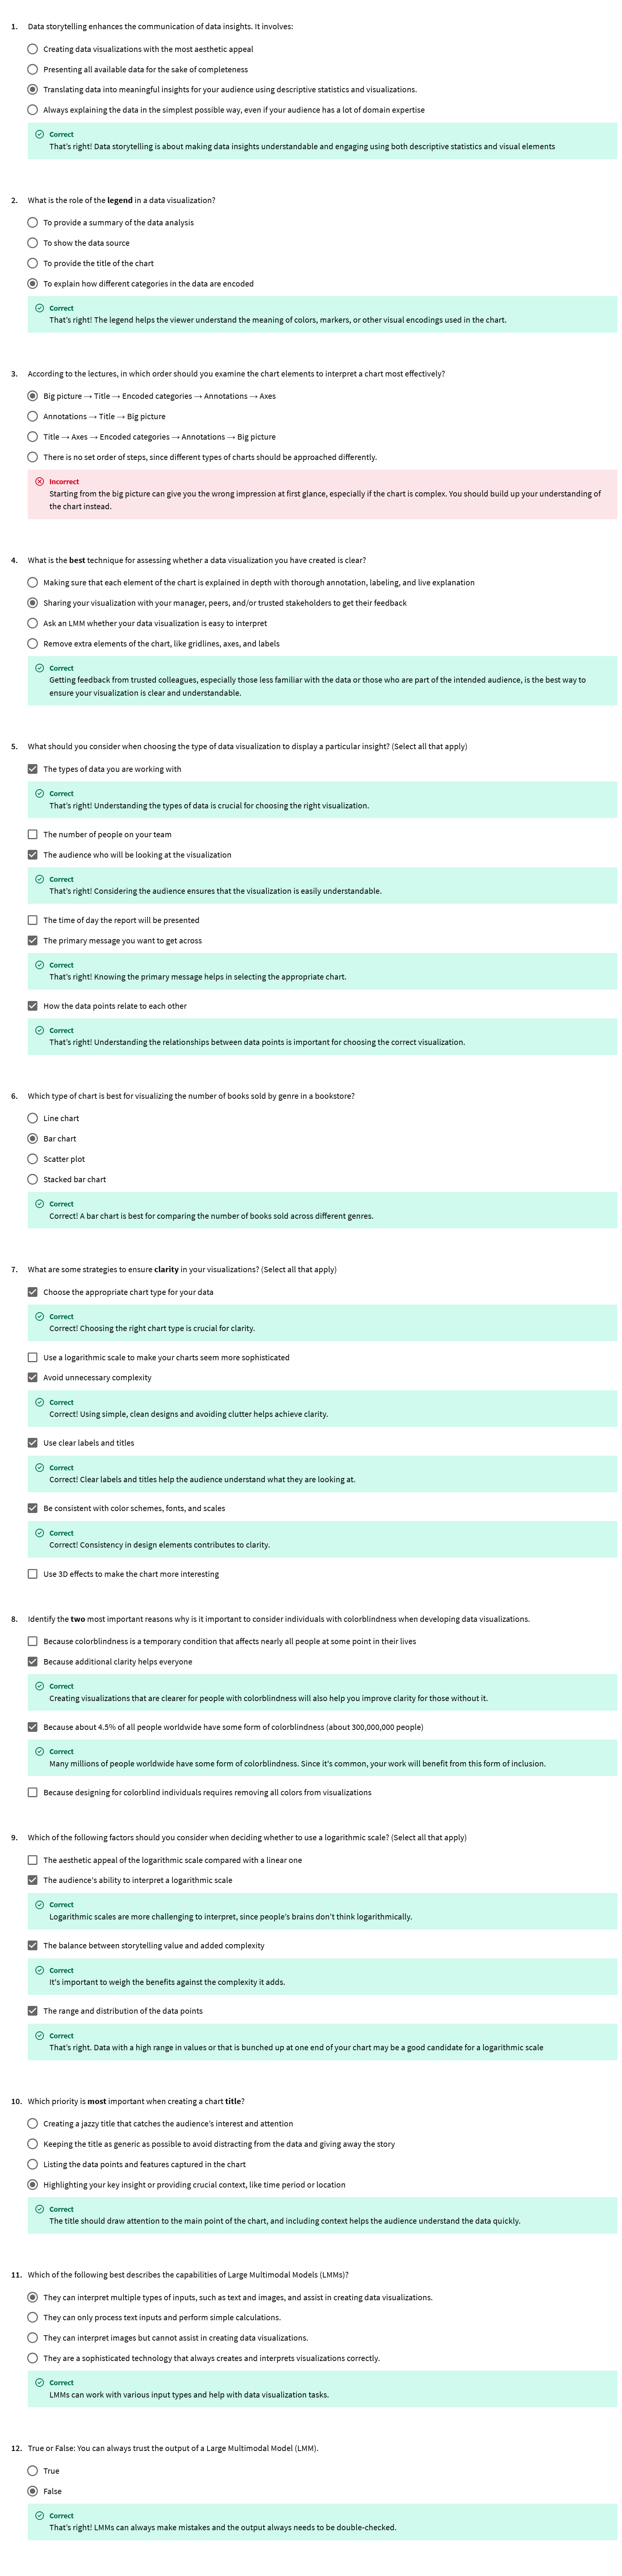 1. Data storytelling enhances the communication of data insights. It involves:
Creating data visualizations with the most aesthetic appeal
Presenting all available data for the sake of completeness
Translating data into meaningful insights for your audience using descriptive statistics and visualizations.
Always explaining the data in the simplest possible way, even if your audience has a lot of domain expertise
Correct
That's right! Data storytelling is about making data insights understandable and engaging using both descriptive statistics and visual elements
2. What is the role of the legend in a data visualization?
To provide a summary of the data analysis
To show the data source
To provide the title of the chart
To explain how different categories in the data are encoded
Correct
That's right! The legend helps the viewer understand the meaning of colors, markers, or other visual encodings used in the chart.
3. According to the lectures, in which order should you examine the chart elements to interpret a chart most effectively?
Big picture → Title → Encoded categories → Annotations → Axes
Annotations → Title → Big picture
Title → Axes → Encoded categories → Annotations → Big picture
There is no set order of steps, since different types of charts should be approached differently.
Incorrect
Starting from the big picture can give you the wrong impression at first glance, especially if the chart is complex. You should build up your understanding of
the chart instead.
4. What is the best technique for assessing whether a data visualization you have created is clear?
Making sure that each element of the chart is explained in depth with thorough annotation, labeling, and live explanation
Sharing your visualization with your manager, peers, and/or trusted stakeholders to get their feedback
Ask an LMM whether your data visualization is easy to interpret
Remove extra elements of the chart, like gridlines, axes, and labels
Correct
Getting feedback from trusted colleagues, especially those less familiar with the data or those who are part of the intended audience, is the best way to
ensure your visualization is clear and understandable.
5. What should you consider when choosing the type of data visualization to display a particular insight? (Select all that apply)
The types of data you are working with
Correct
That's right! Understanding the types of data is crucial for choosing the right visualization.
The number of people on your team
The audience who will be looking at the visualization
Correct
That's right! Considering the audience ensures that the visualization is easily understandable.
The time of day the report will be presented
The primary message you want to get across
Correct
That's right! Knowing the primary message helps in selecting the appropriate chart.
How the data points relate to each other
Correct
That's right! Understanding the relationships between data points is important for choosing the correct visualization.
6. Which type of chart is best for visualizing the number of books sold by genre in a bookstore?
Line chart
Bar chart
Scatter plot
Stacked bar chart
Correct
Correct! A bar chart is best for comparing the number of books sold across different genres.
7. What are some strategies to ensure clarity in your visualizations? (Select all that apply)
Choose the appropriate chart type for your data
Correct
Correct! Choosing the right chart type is crucial for clarity.
Use a logarithmic scale to make your charts seem more sophisticated
Avoid unnecessary complexity
Correct
Correct! Using simple, clean designs and avoiding clutter helps achieve clarity.
Use clear labels and titles
Correct
Correct! Clear labels and titles help the audience understand what they are looking at.
Be consistent with color schemes, fonts, and scales
Correct
Correct! Consistency in design elements contributes to clarity.
Use 3D effects to make the chart more interesting
8. Identify the two most important reasons why is it important to consider individuals with colorblindness when developing data visualizations.
Because colorblindness is a temporary condition that affects nearly all people at some point in their lives
Because additional clarity helps everyone
Correct
Creating visualizations that are clearer for people with colorblindness will also help you improve clarity for those without it.
Because about 4.5% of all people worldwide have some form of colorblindness (about 300,000,000 people)
Correct
Many millions of people worldwide have some form of colorblindness. Since it's common, your work will benefit from this form of inclusion.
Because designing for colorblind individuals requires removing all colors from visualizations
9. Which of the following factors should you consider when deciding whether to use a logarithmic scale? (Select all that apply)
The aesthetic appeal of the logarithmic scale compared with a linear one
The audience's ability to interpret a logarithmic scale
Correct
Logarithmic scales are more challenging to interpret, since people's brains don't think logarithmically.
The balance between storytelling value and added complexity
Correct
It's important to weigh the benefits against the complexity it adds.
The range and distribution of the data points
Correct
That's right. Data with a high range in values or that is bunched up at one end of your chart may be a good candidate for a logarithmic scale
10. Which priority is most important when creating a chart title?
Creating a jazzy title that catches the audience's interest and attention
Keeping the title as generic as possible to avoid distracting from the data and giving away the story
Listing the data points and features captured in the chart
Highlighting your key insight or providing crucial context, like time period or location
Correct
The title should draw attention to the main point of the chart, and including context helps the audience understand the data quickly.
11. Which of the following best describes the capabilities of Large Multimodal Models (LMMs)?
They can interpret multiple types of inputs, such as text and images, and assist in creating data visualizations.
They can only process text inputs and perform simple calculations.
They can interpret images but cannot assist in creating data visualizations.
They are a sophisticated technology that always creates and interprets visualizations correctly.
Correct
LMMs can work with various input types and help with data visualization tasks.
12. True or False: You can always trust the output of a Large Multimodal Model (LMM).
True
False
Correct
That's right! LMMs can always make mistakes and the output always needs to be double-checked.